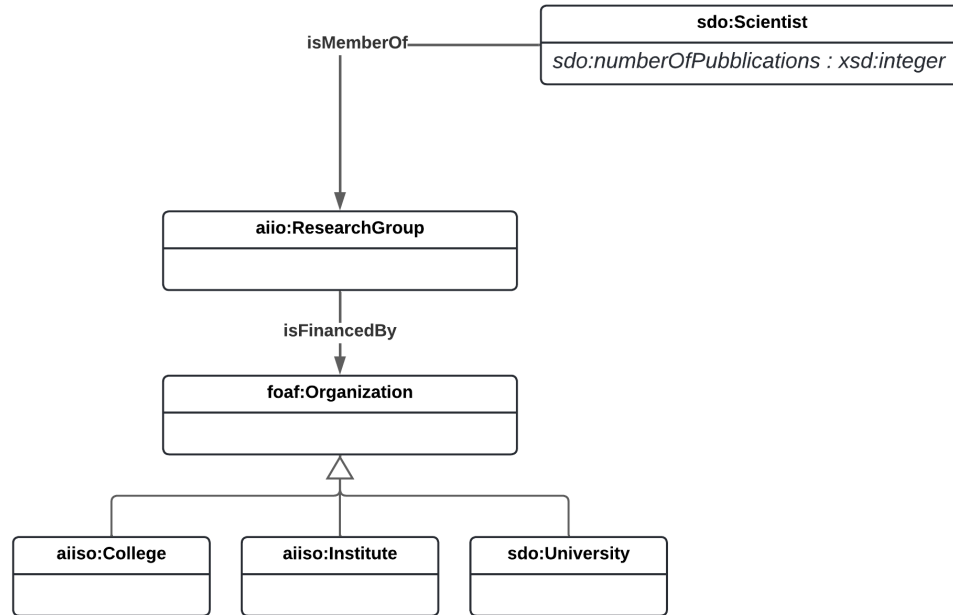 sdo:Scientist
isMemberOf
sdo:numberOfPubblications : xsd:integer
aiio:ResearchGroup
isFinancedBy
foaf:Organization
aiiso:College
aiiso:Institute
sdo:University